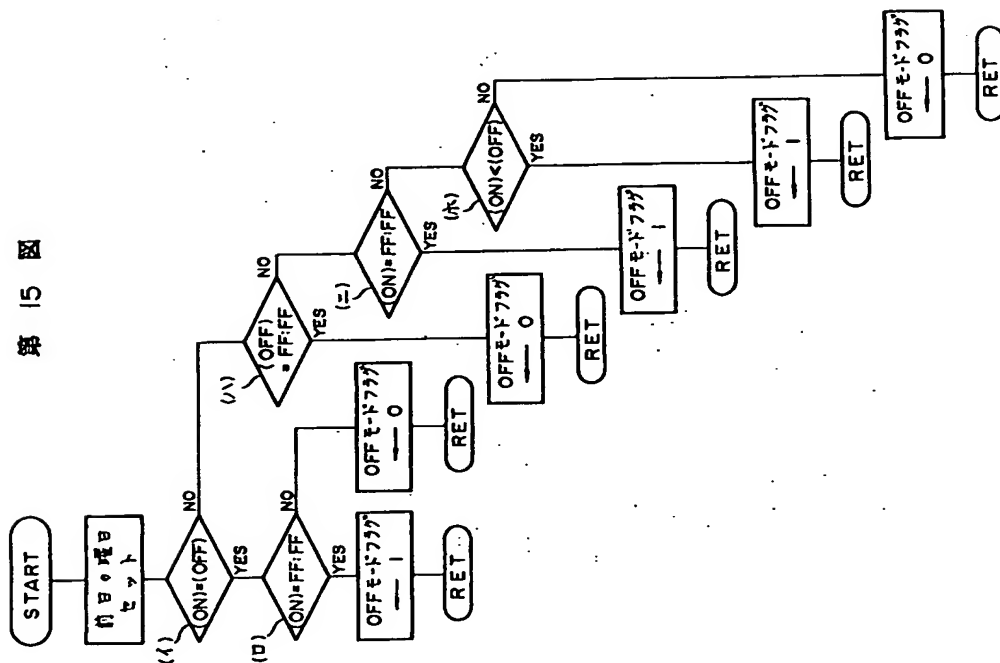 第 15 図
START
前日の曜日
セット
(イ)
(ON)=(OFF)
NO
YES
(ロ)
(ON)=FF:FF
NO
YES
OFFモードフラグ
← 1
RET
OFFモードフラグ
← 0
RET
(ハ)
(OFF)
=FF:FF
NO
YES
OFFモードフラグ
← 0
RET
(ニ)
(ON)=FF:FF
NO
YES
OFFモードフラグ
← 1
RET
(ホ)
(ON)<(OFF)
NO
YES
OFFモードフラグ
← 1
RET
OFFモードフラグ
← 0
RET